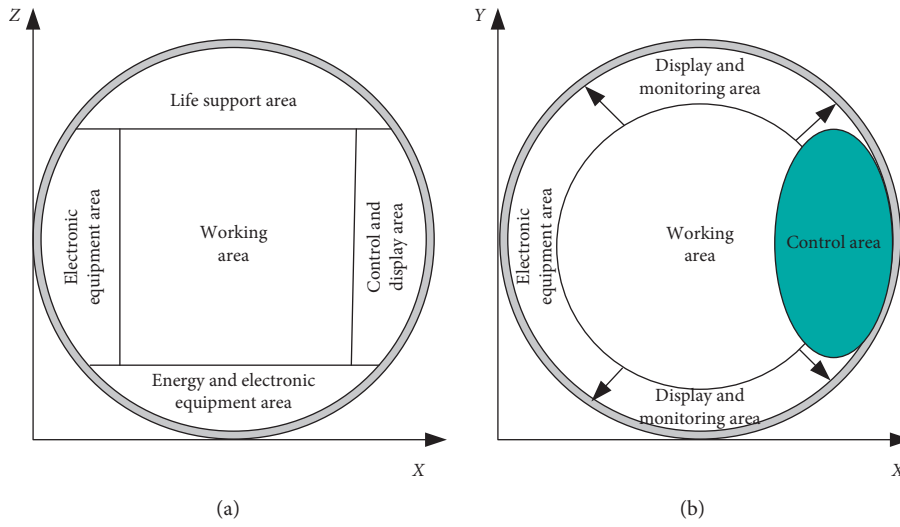 Z
Life support area
Electronic
equipment area
Working
area
Control and
display area
Energy and electronic
equipment area
X
(a)
Y
Display and
monitoring area
Electronic
equipment area
Working
area
Control area
Display and
monitoring area
X
(b)